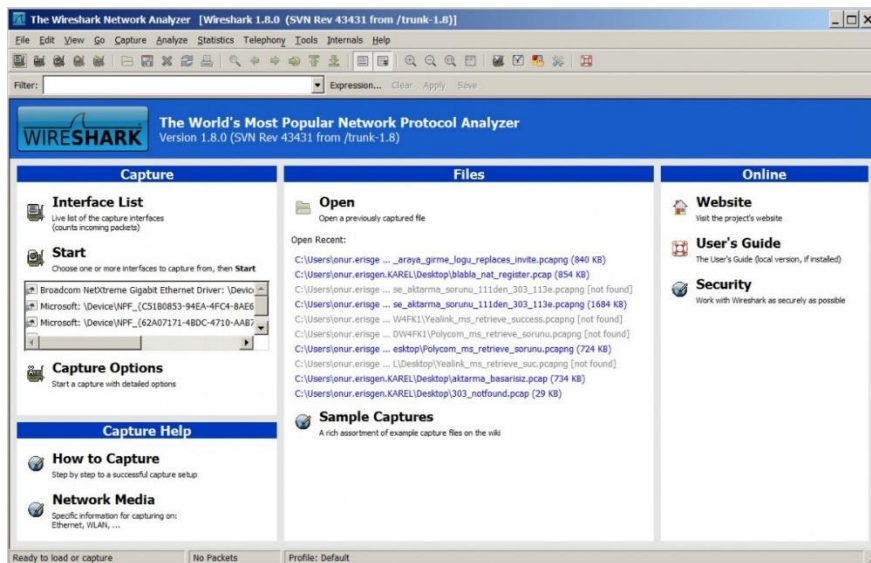 The Wireshark Network Analyzer [Wireshark 1.8.0 (SVN Rev 43431 from /trunk-1.8)]
File Edit View Go Capture Analyze Statistics Telephony Tools Internals Help
Filter: Expression... Clear Apply Save
WIRESHARK
The World's Most Popular Network Protocol Analyzer
Version 1.8.0 (SVN Rev 43431 from /trunk-1.8)
Capture
Interface List
Live list of the capture interfaces
(counts incoming packets)
Start
Choose one or more interfaces to capture from, then Start
Broadcom NetXtreme Gigabit Ethernet Driver: \Devic
Microsoft: \Device\NPF_{C51B0853-94EA-4FC4-8AE6
Microsoft: \Device\NPF_{62A07171-4BDC-4710-AAB7
Capture Options
Start a capture with detailed options
Capture Help
How to Capture
Step by step to a successful capture setup
Network Media
Specific information for capturing on:
Ethernet, WLAN, ...
Files
Open
Open a previously captured file
Open Recent:
C:\Users\onur.erisge ... _araya_girme_logu_replaces_invite.pcapng (840 KB)
C:\Users\onur.erisgen.KAREL\Desktop\blabla_nat_register.pcap (854 KB)
C:\Users\onur.erisge ... se_aktarma_sorunu_111den_303_113e.pcapng [not found]
C:\Users\onur.erisge ... se_aktarma_sorunu_111den_303_113e.pcapng (1684 KB)
C:\Users\onur.erisge ... W4FK1\Yealink_ms_retrieve_success.pcapng [not found]
C:\Users\onur.erisge ... DW4FK1\Polycom_ms_retrieve_sorunu.pcapng [not found]
C:\Users\onur.erisge ... esktop\Polycom_ms_retrieve_sorunu.pcapng (724 KB)
C:\Users\onur.erisge ... L\Desktop\Yealink_ms_retrieve_suc.pcapng [not found]
C:\Users\onur.erisgen.KAREL\Desktop\aktarma_basarisiz.pcap (734 KB)
C:\Users\onur.erisgen.KAREL\Desktop\303_notfound.pcap (29 KB)
Sample Captures
A rich assortment of example capture files on the wiki
Online
Website
Visit the project's website
User's Guide
The User's Guide (local version, if installed)
Security
Work with Wireshark as securely as possible
Ready to load or capture No Packets Profile: Default